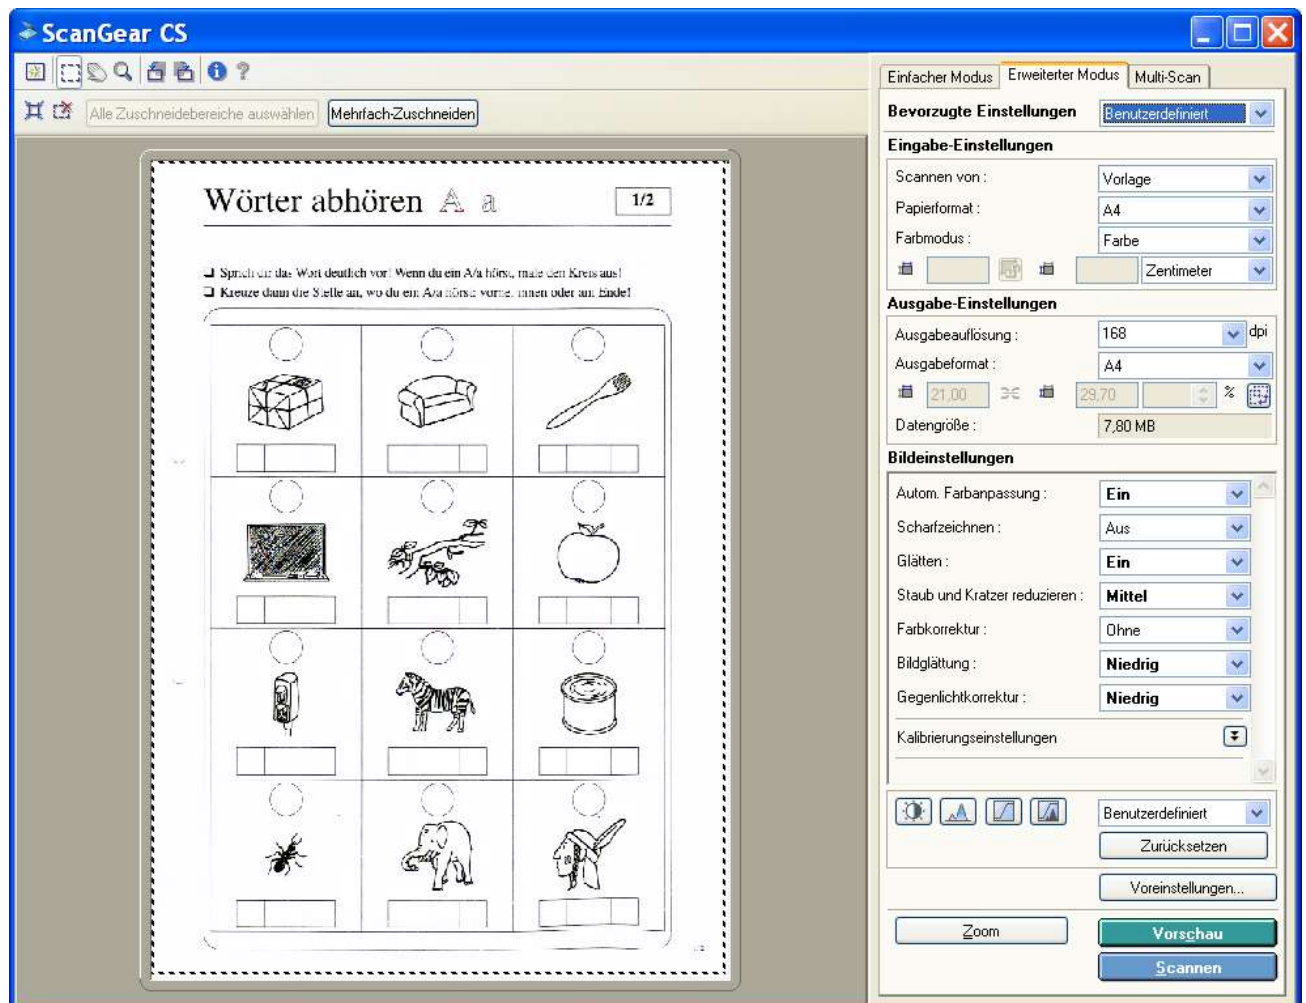 ScanGear CS
Alle Zuschneidebereiche auswählen
Mehrfach-Zuschneiden
Wörter abhören A a
1/2
Sprich dir das Wort deutlich vor! Wenn du ein A/a hörst, male den Kreis aus!
Kreuze dann die Stelle an, wo du ein A/a hörst: vorne, innen oder am Ende!
Einfacher Modus
Erweiterter Modus
Multi-Scan
Bevorzugte Einstellungen
Benutzerdefiniert
Eingabe-Einstellungen
Scannen von :
Vorlage
Papierformat :
A4
Farbmodus :
Farbe
Zentimeter
Ausgabe-Einstellungen
Ausgabeauflösung :
168
dpi
Ausgabeformat :
A4
21,00
29,70
%
Datengröße :
7,80 MB
Bildeinstellungen
Autom. Farbanpassung :
Ein
Scharfzeichnen :
Aus
Glätten :
Ein
Staub und Kratzer reduzieren :
Mittel
Farbkorrektur :
Ohne
Bildglättung :
Niedrig
Gegenlichtkorrektur :
Niedrig
Kalibrierungseinstellungen
Benutzerdefiniert
Zurücksetzen
Voreinstellungen...
Zoom
Vorschau
Scannen